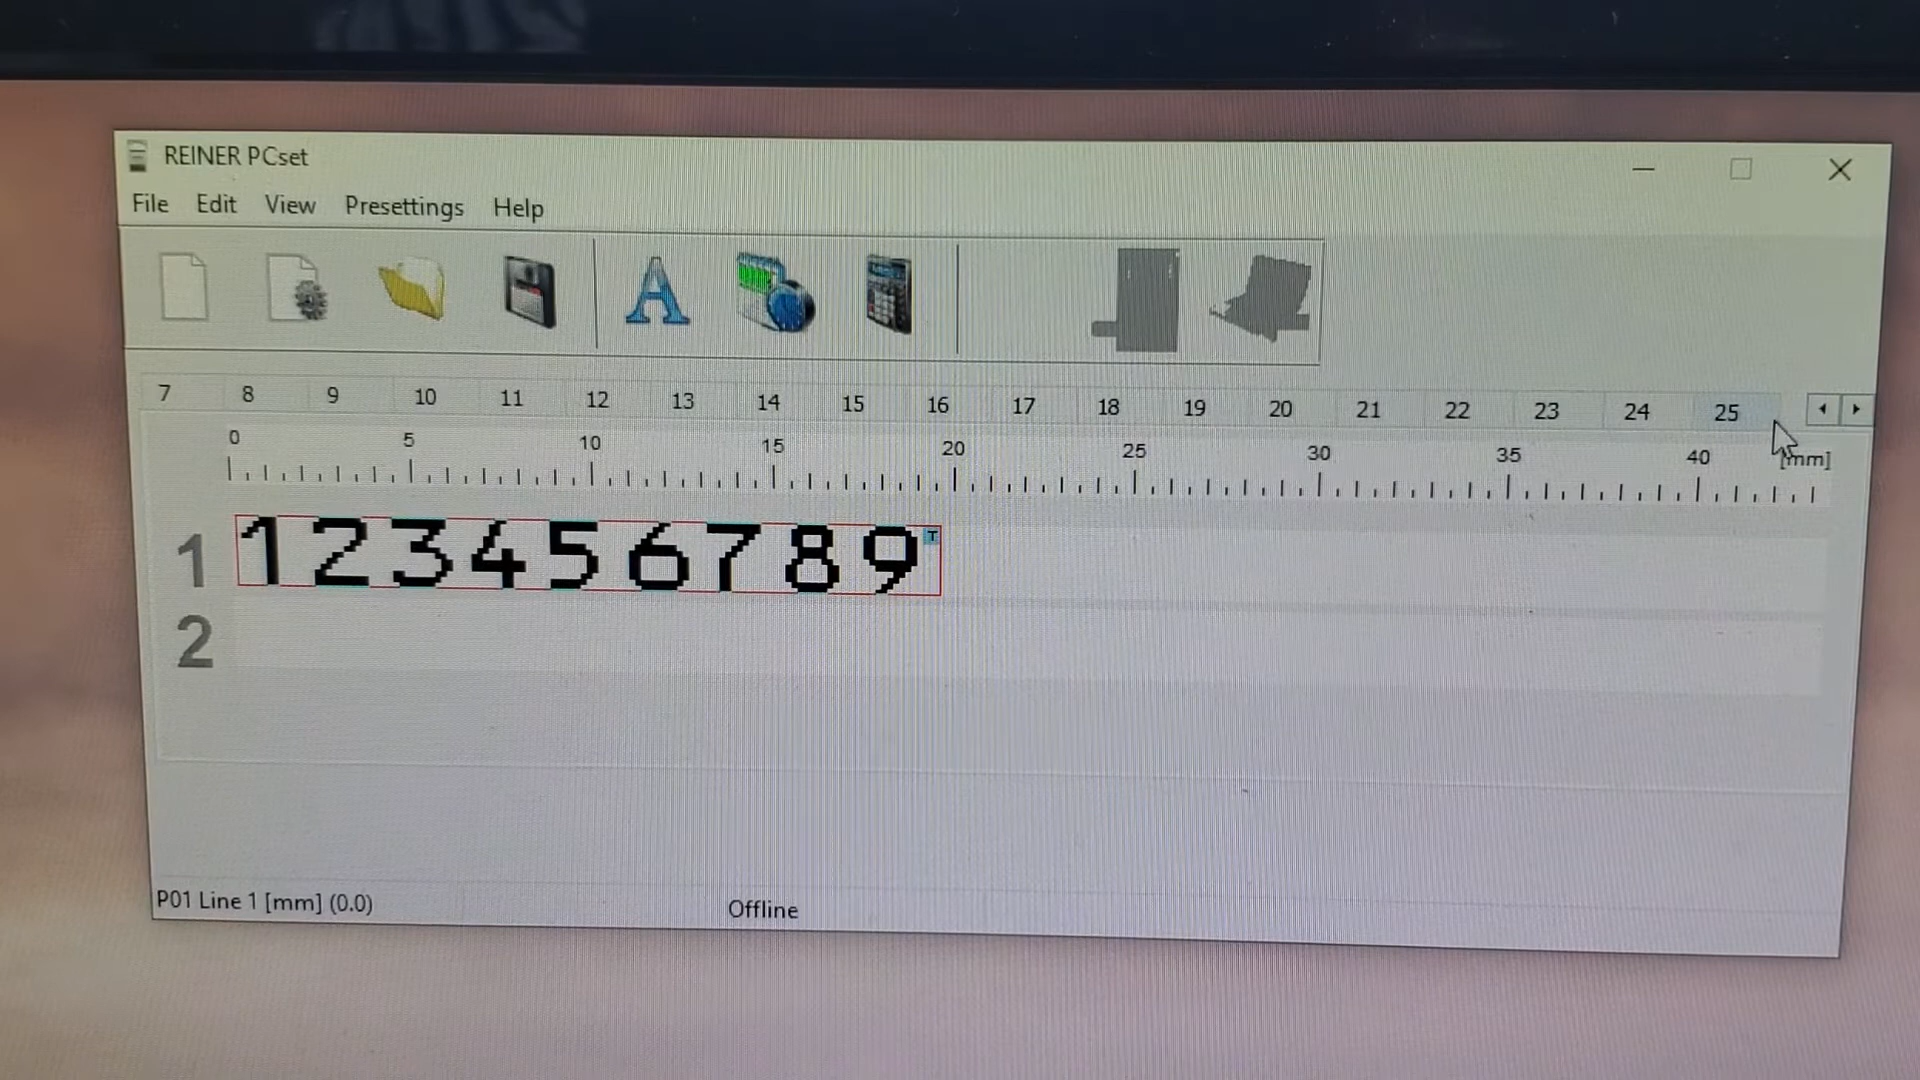 REINER PCset
File Edit View Presettings Help
A
7 8 9 10 11 12 13 14 15 16 17 18 19 20 21 22 23 24 25
0 5 10 15 20 25 30 35 40 [mm]
1 123456789 T
2
P01 Line 1 [mm] (0.0) Offline